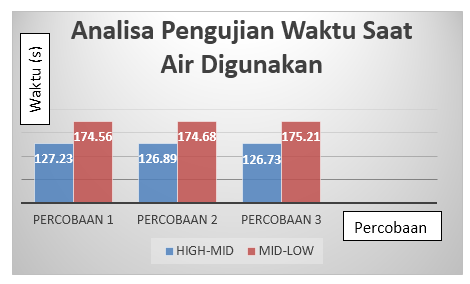 Analisa Pengujian Waktu Saat
Air Digunakan
Waktu (s)
174.56
174.68
175.21
127.23
126.89
126.73
PERCOBAAN 1
PERCOBAAN 2
PERCOBAAN 3
Percobaan
HIGH-MID
MID-LOW